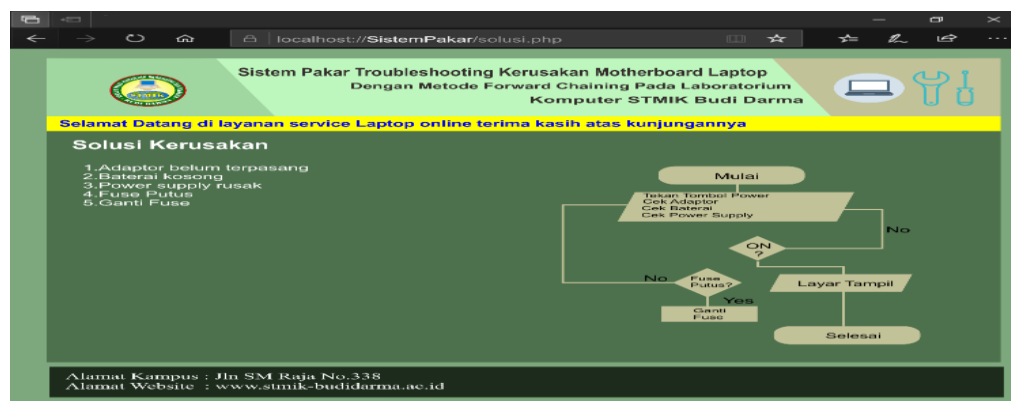 localhost://SistemPakar/solusi.php
Sistem Pakar Troubleshooting Kerusakan Motherboard Laptop
Dengan Metode Forward Chaining Pada Laboratorium
Komputer STMIK Budi Darma
Selamat Datang di layanan service Laptop online terima kasih atas kunjungannya
Solusi Kerusakan
1.Adaptor belum terpasang
2.Baterai kosong
3.Power supply rusak
4.Fuse Putus
5.Ganti Fuse
Mulai
Tekan Tombol Power
Cek Adaptor
Cek Baterai
Cek Power Supply
No
ON
?
No
Fuse
Putus?
Layar Tampil
Yes
Ganti
Fuse
Selesai
Alamat Kampus : Jln SM Raja No.338
Alamat Website : www.stmik-budidarma.ac.id